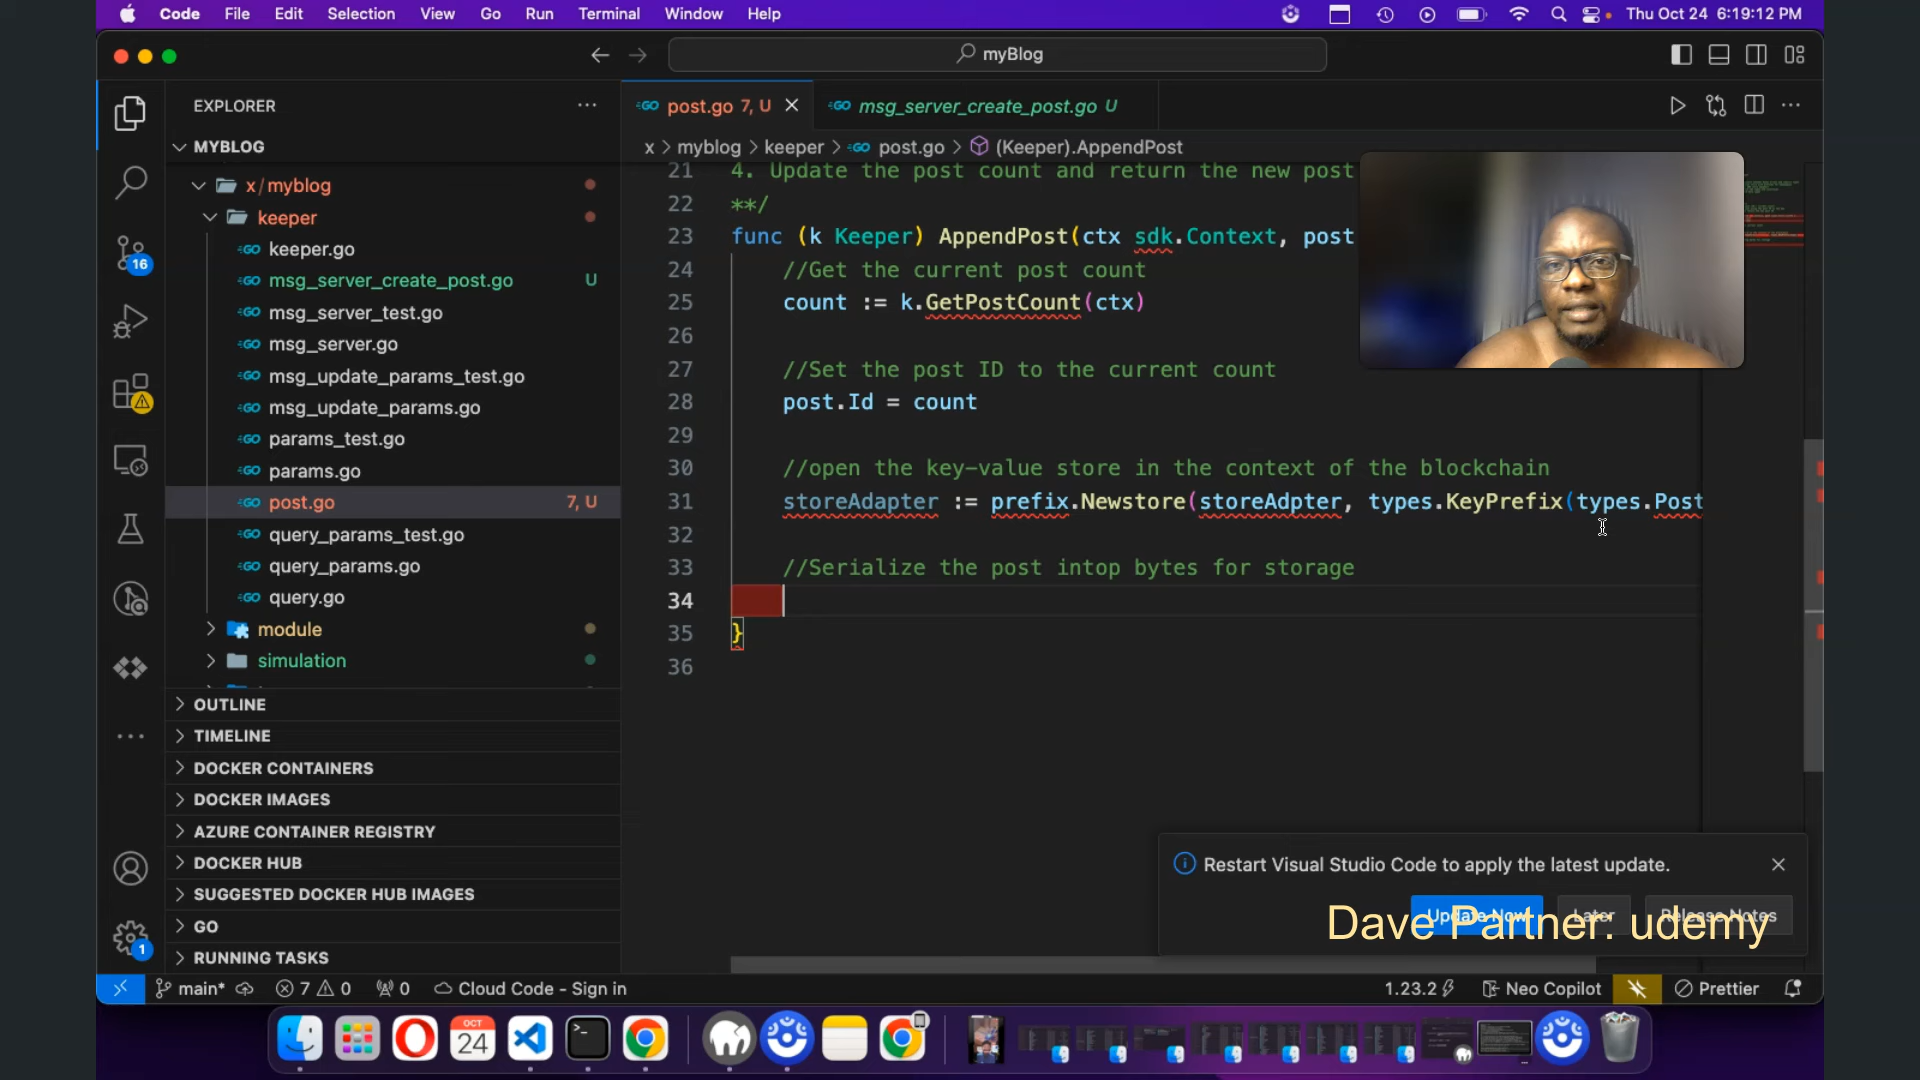 Code File Edit Selection View Go Run Terminal Window Help Thu Oct 24 6:19:12 PM
myBlog
EXPLORER
MYBLOG
x/myblog
keeper
keeper.go
msg_server_create_post.go U
msg_server_test.go
msg_server.go
msg_update_params_test.go
msg_update_params.go
params_test.go
params.go
post.go 7, U
query_params_test.go
query_params.go
query.go
module
simulation
OUTLINE
TIMELINE
DOCKER CONTAINERS
DOCKER IMAGES
AZURE CONTAINER REGISTRY
DOCKER HUB
SUGGESTED DOCKER HUB IMAGES
GO
RUNNING TASKS
16
1
post.go 7, U msg_server_create_post.go U
x > myblog > keeper > post.go > (Keeper).AppendPost
21 4. Update the post count and return the new post
22 **/
23 func (k Keeper) AppendPost(ctx sdk.Context, post
24 //Get the current post count
25 count := k.GetPostCount(ctx)
26
27 //Set the post ID to the current count
28 post.Id = count
29
30 //open the key-value store in the context of the blockchain
31 storeAdapter := prefix.Newstore(storeAdpter, types.KeyPrefix(types.Post
32
33 //Serialize the post intop bytes for storage
34
35 }
36
Restart Visual Studio Code to apply the latest update.
Update Now Later Release Notes
Dave Partner: udemy
main* 7 0 0 Cloud Code - Sign in 1.23.2 Neo Copilot Prettier
OCT
24